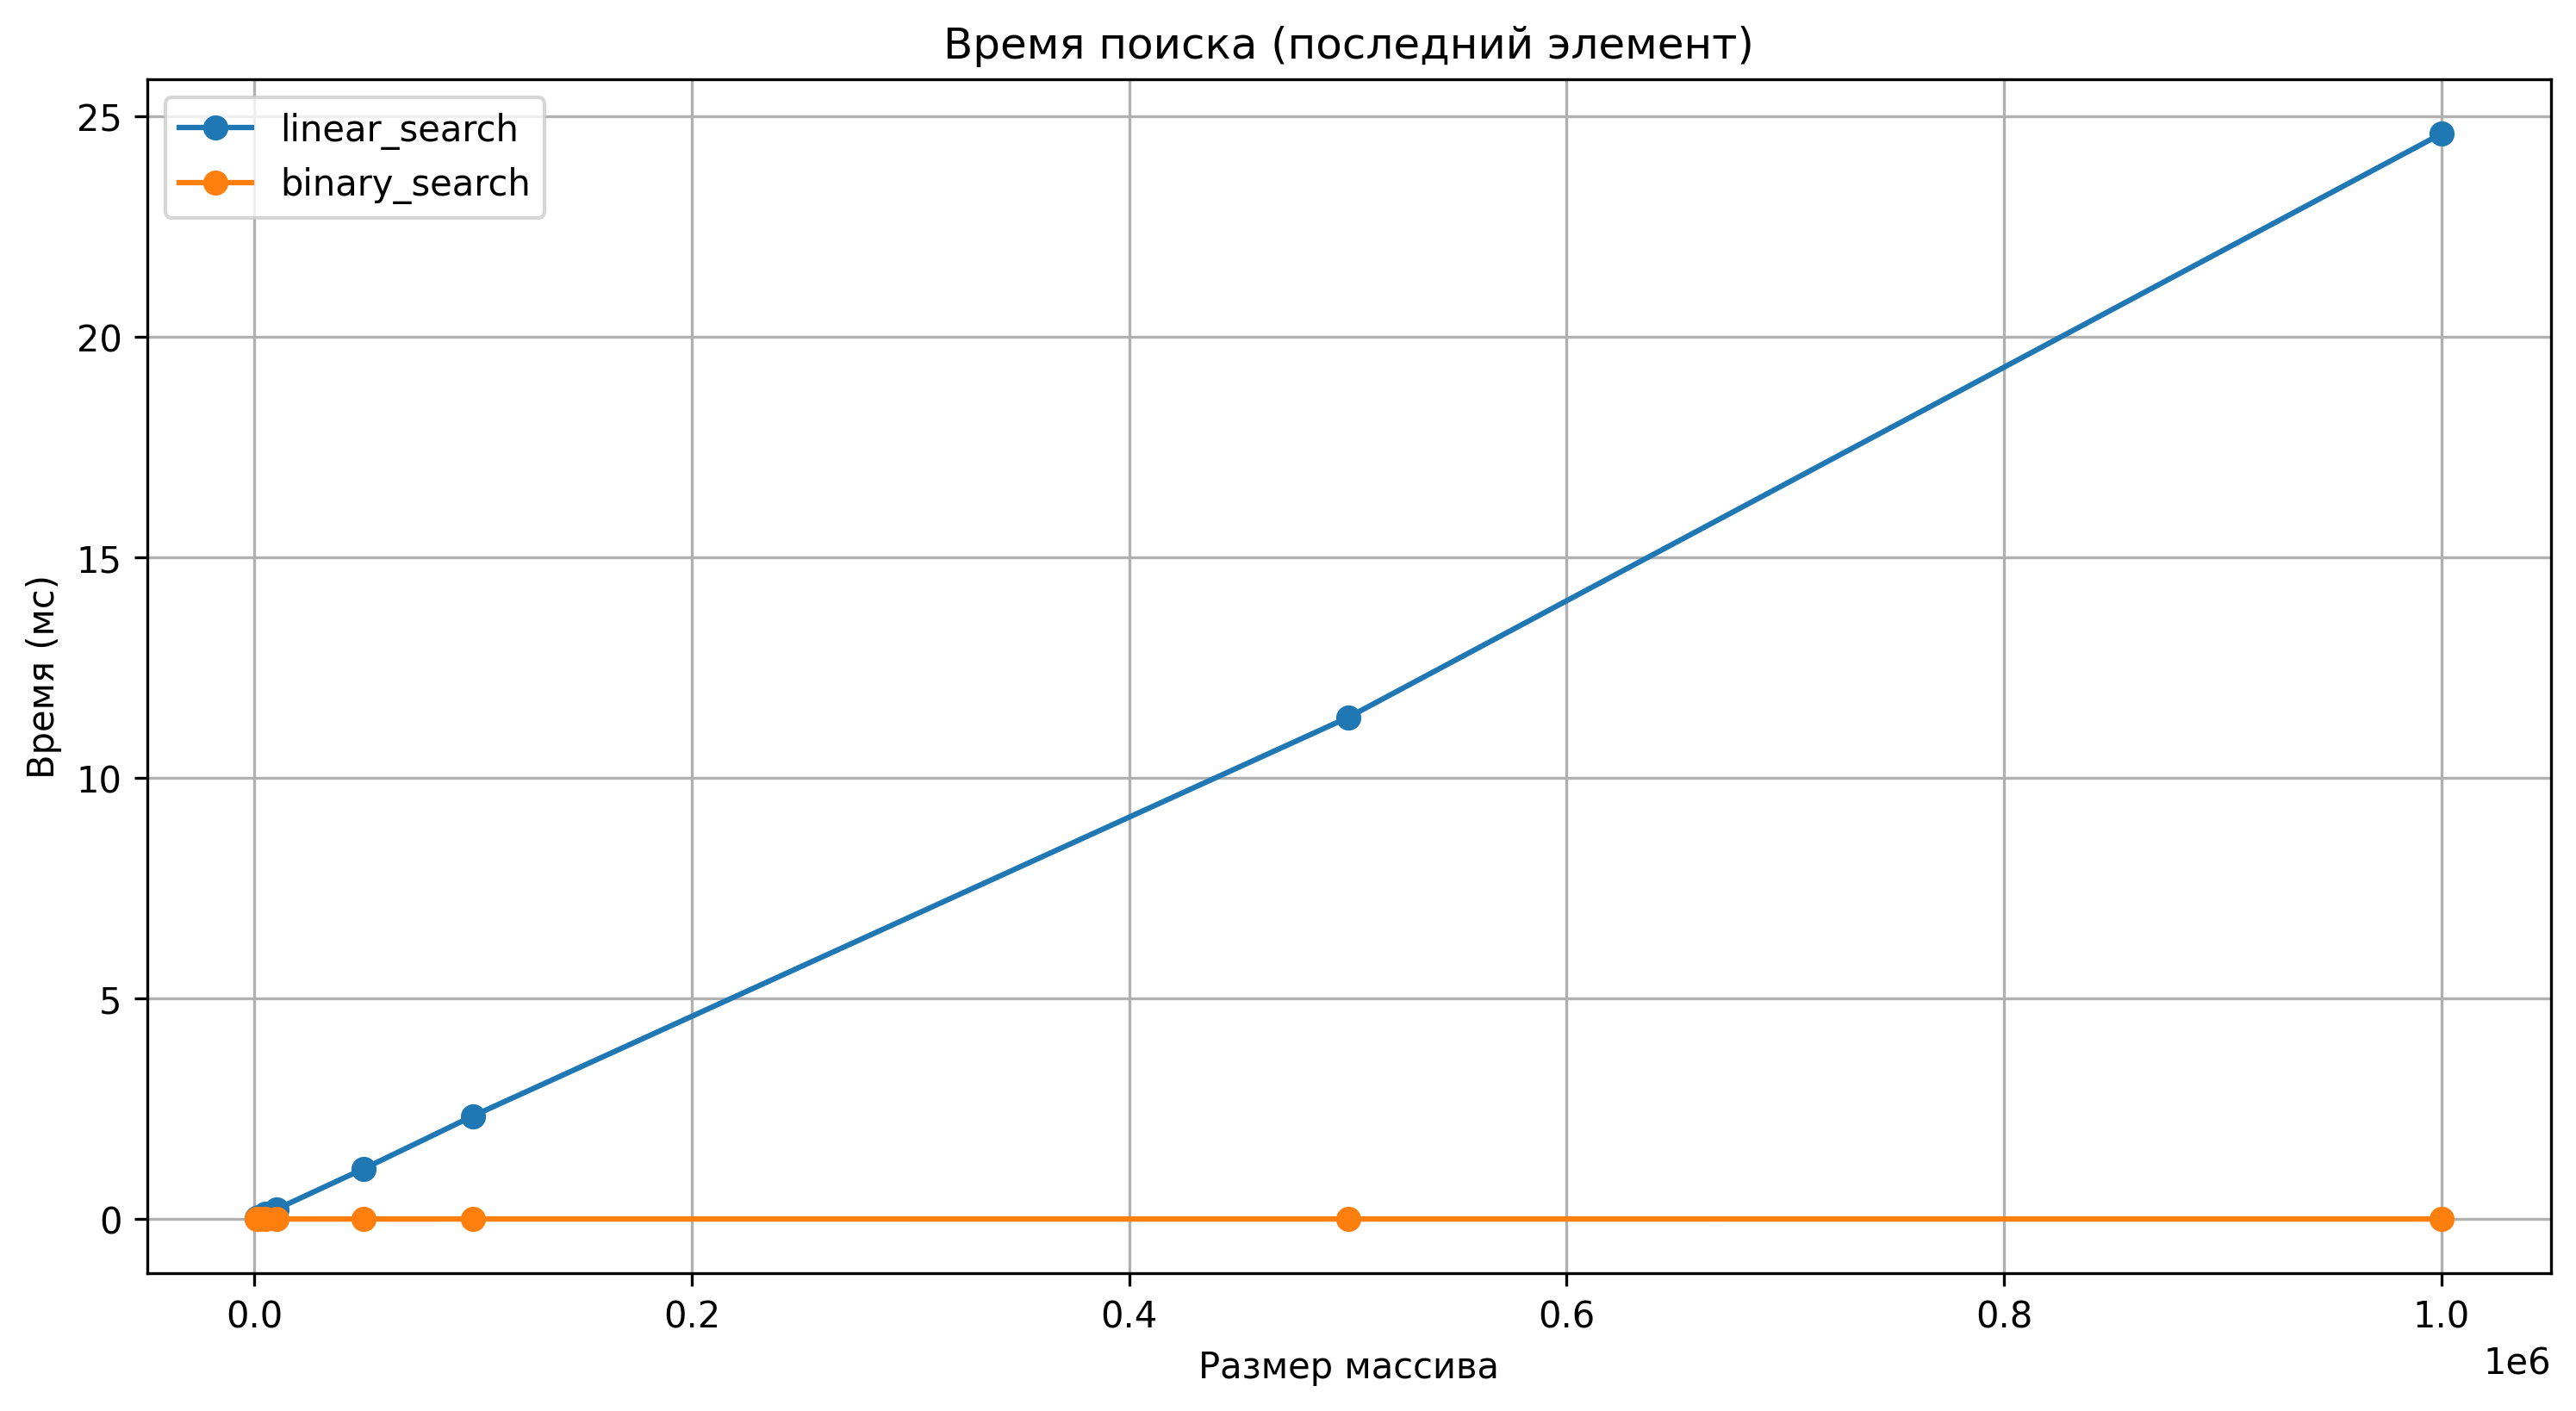 Время поиска (последний элемент)
linear_search
binary_search
25
20
15
10
5
0
Время (мс)
0.0 0.2 0.4 0.6 0.8 1.0
1e6
Размер массива